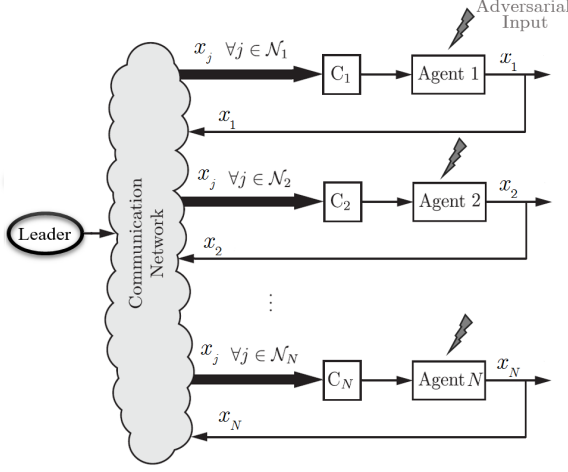 Adversarial
Input
x_j ∀j ∈ 𝒩_1
C_1
Agent 1
x_1
x_1
x_j ∀j ∈ 𝒩_2
C_2
Agent 2
x_2
x_2
Leader
Communication
Network
⋮
x_j ∀j ∈ 𝒩_N
C_N
Agent N
x_N
x_N